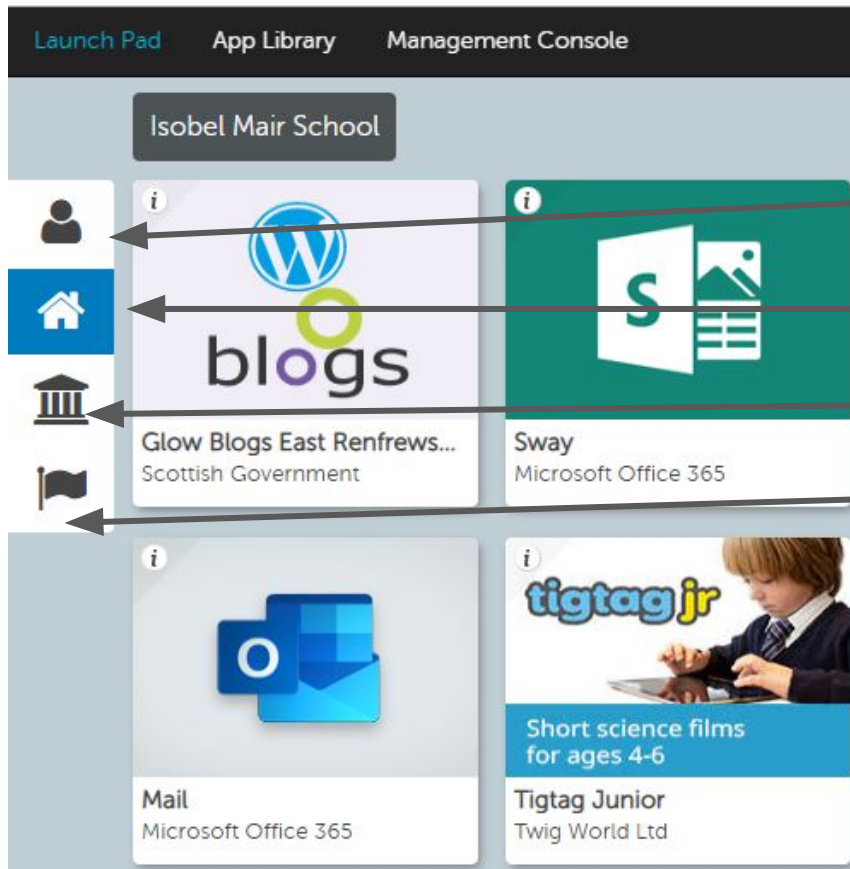 Launch Pad App Library Management Console
Isobel Mair School
i
W
blogs
Glow Blogs East Renfrews...
Scottish Government
i
S
Sway
Microsoft Office 365
i
O
Mail
Microsoft Office 365
i
tigtag jr
Short science films
for ages 4-6
Tigtag Junior
Twig World Ltd